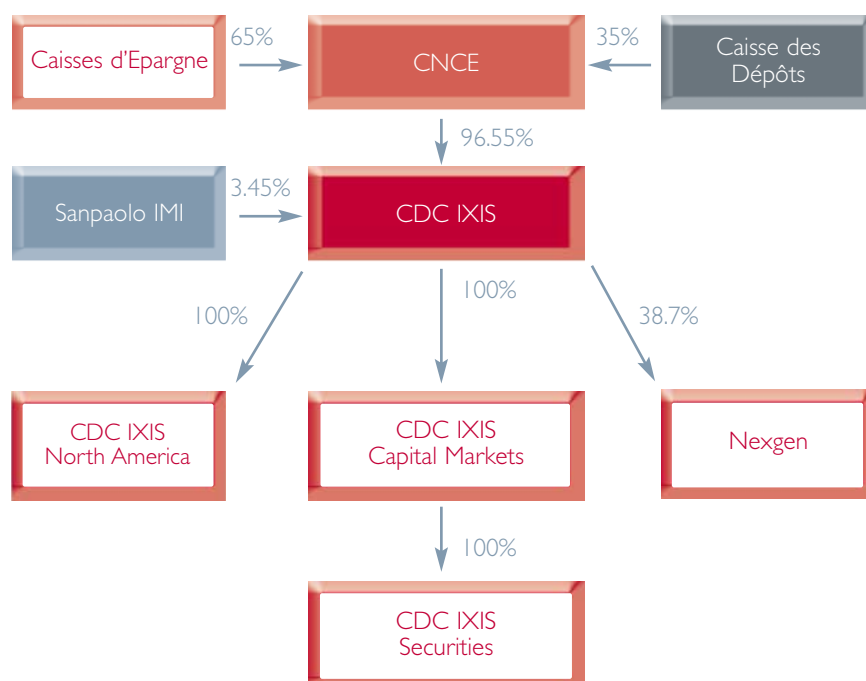 65%
35%
Caisses d'Epargne
CNCE
Caisse des
Dépôts
96.55%
3.45%
Sanpaolo IMI
CDC IXIS
100%
100%
38.7%
CDC IXIS
North America
CDC IXIS
Capital Markets
Nexgen
100%
CDC IXIS
Securities